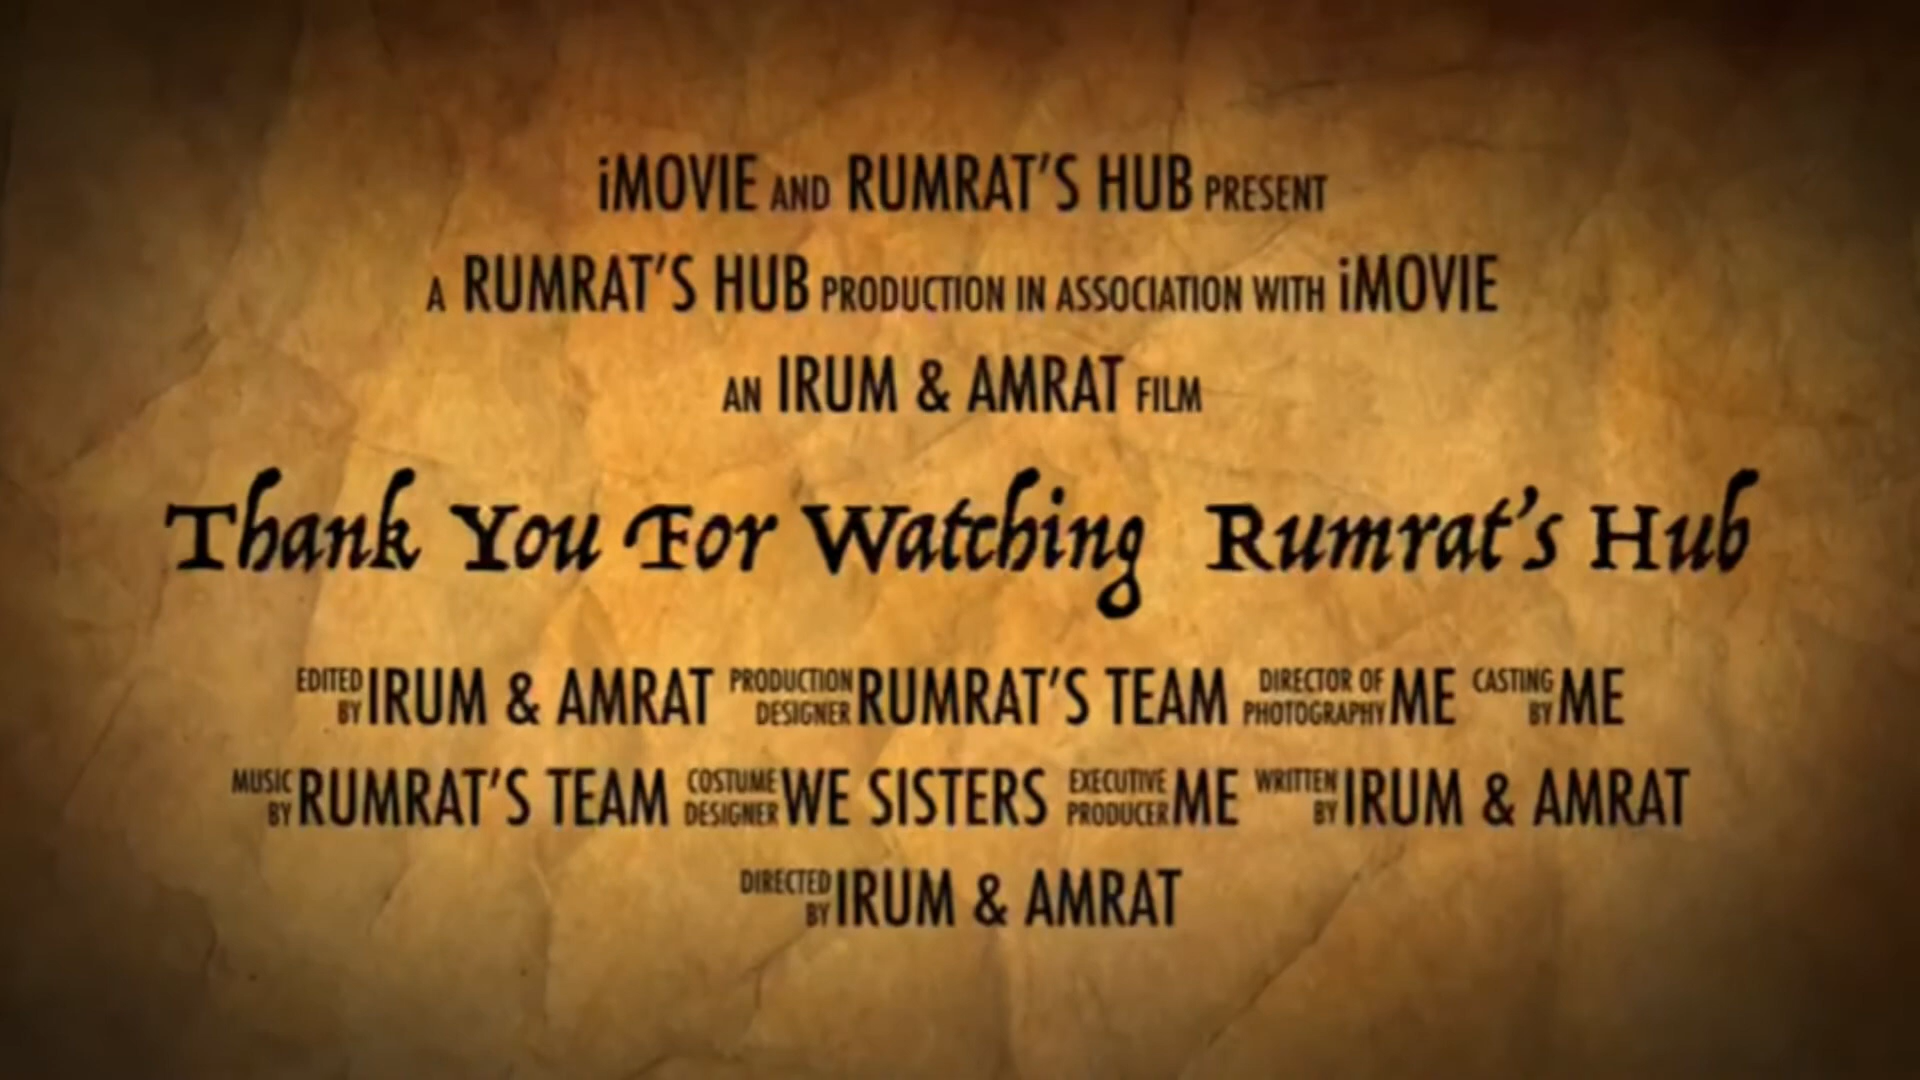 iMOVIE AND RUMRAT'S HUB PRESENT
A RUMRAT'S HUB PRODUCTION IN ASSOCIATION WITH iMOVIE
AN IRUM & AMRAT FILM
Thank You For Watching Rumrat's Hub
EDITED BY IRUM & AMRAT PRODUCTION DESIGNER RUMRAT'S TEAM DIRECTOR OF PHOTOGRAPHY ME CASTING BY ME
MUSIC BY RUMRAT'S TEAM COSTUME DESIGNER WE SISTERS EXECUTIVE PRODUCER ME WRITTEN BY IRUM & AMRAT
DIRECTED BY IRUM & AMRAT